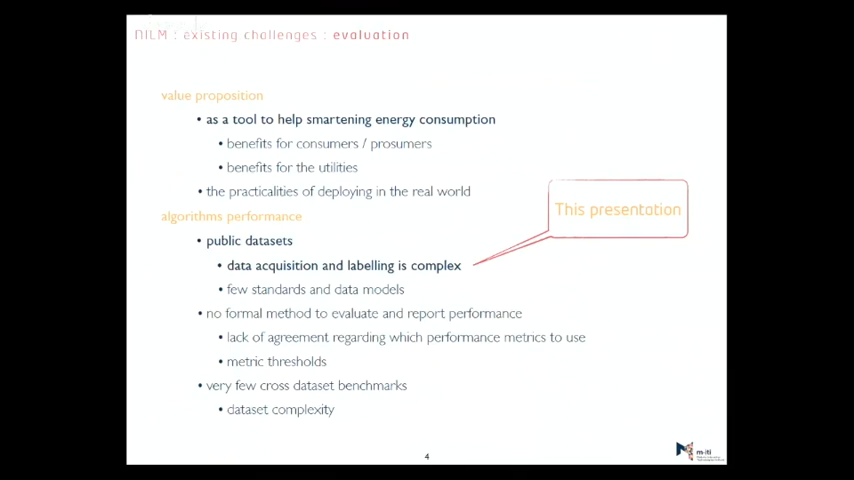 NILM : existing challenges : evaluation
value proposition
• as a tool to help smartening energy consumption
• benefits for consumers / prosumers
• benefits for the utilities
• the practicalities of deploying in the real world
This presentation
algorithms performance
• public datasets
• data acquisition and labelling is complex
• few standards and data models
• no formal method to evaluate and report performance
• lack of agreement regarding which performance metrics to use
• metric thresholds
• very few cross dataset benchmarks
• dataset complexity
4
m-iti